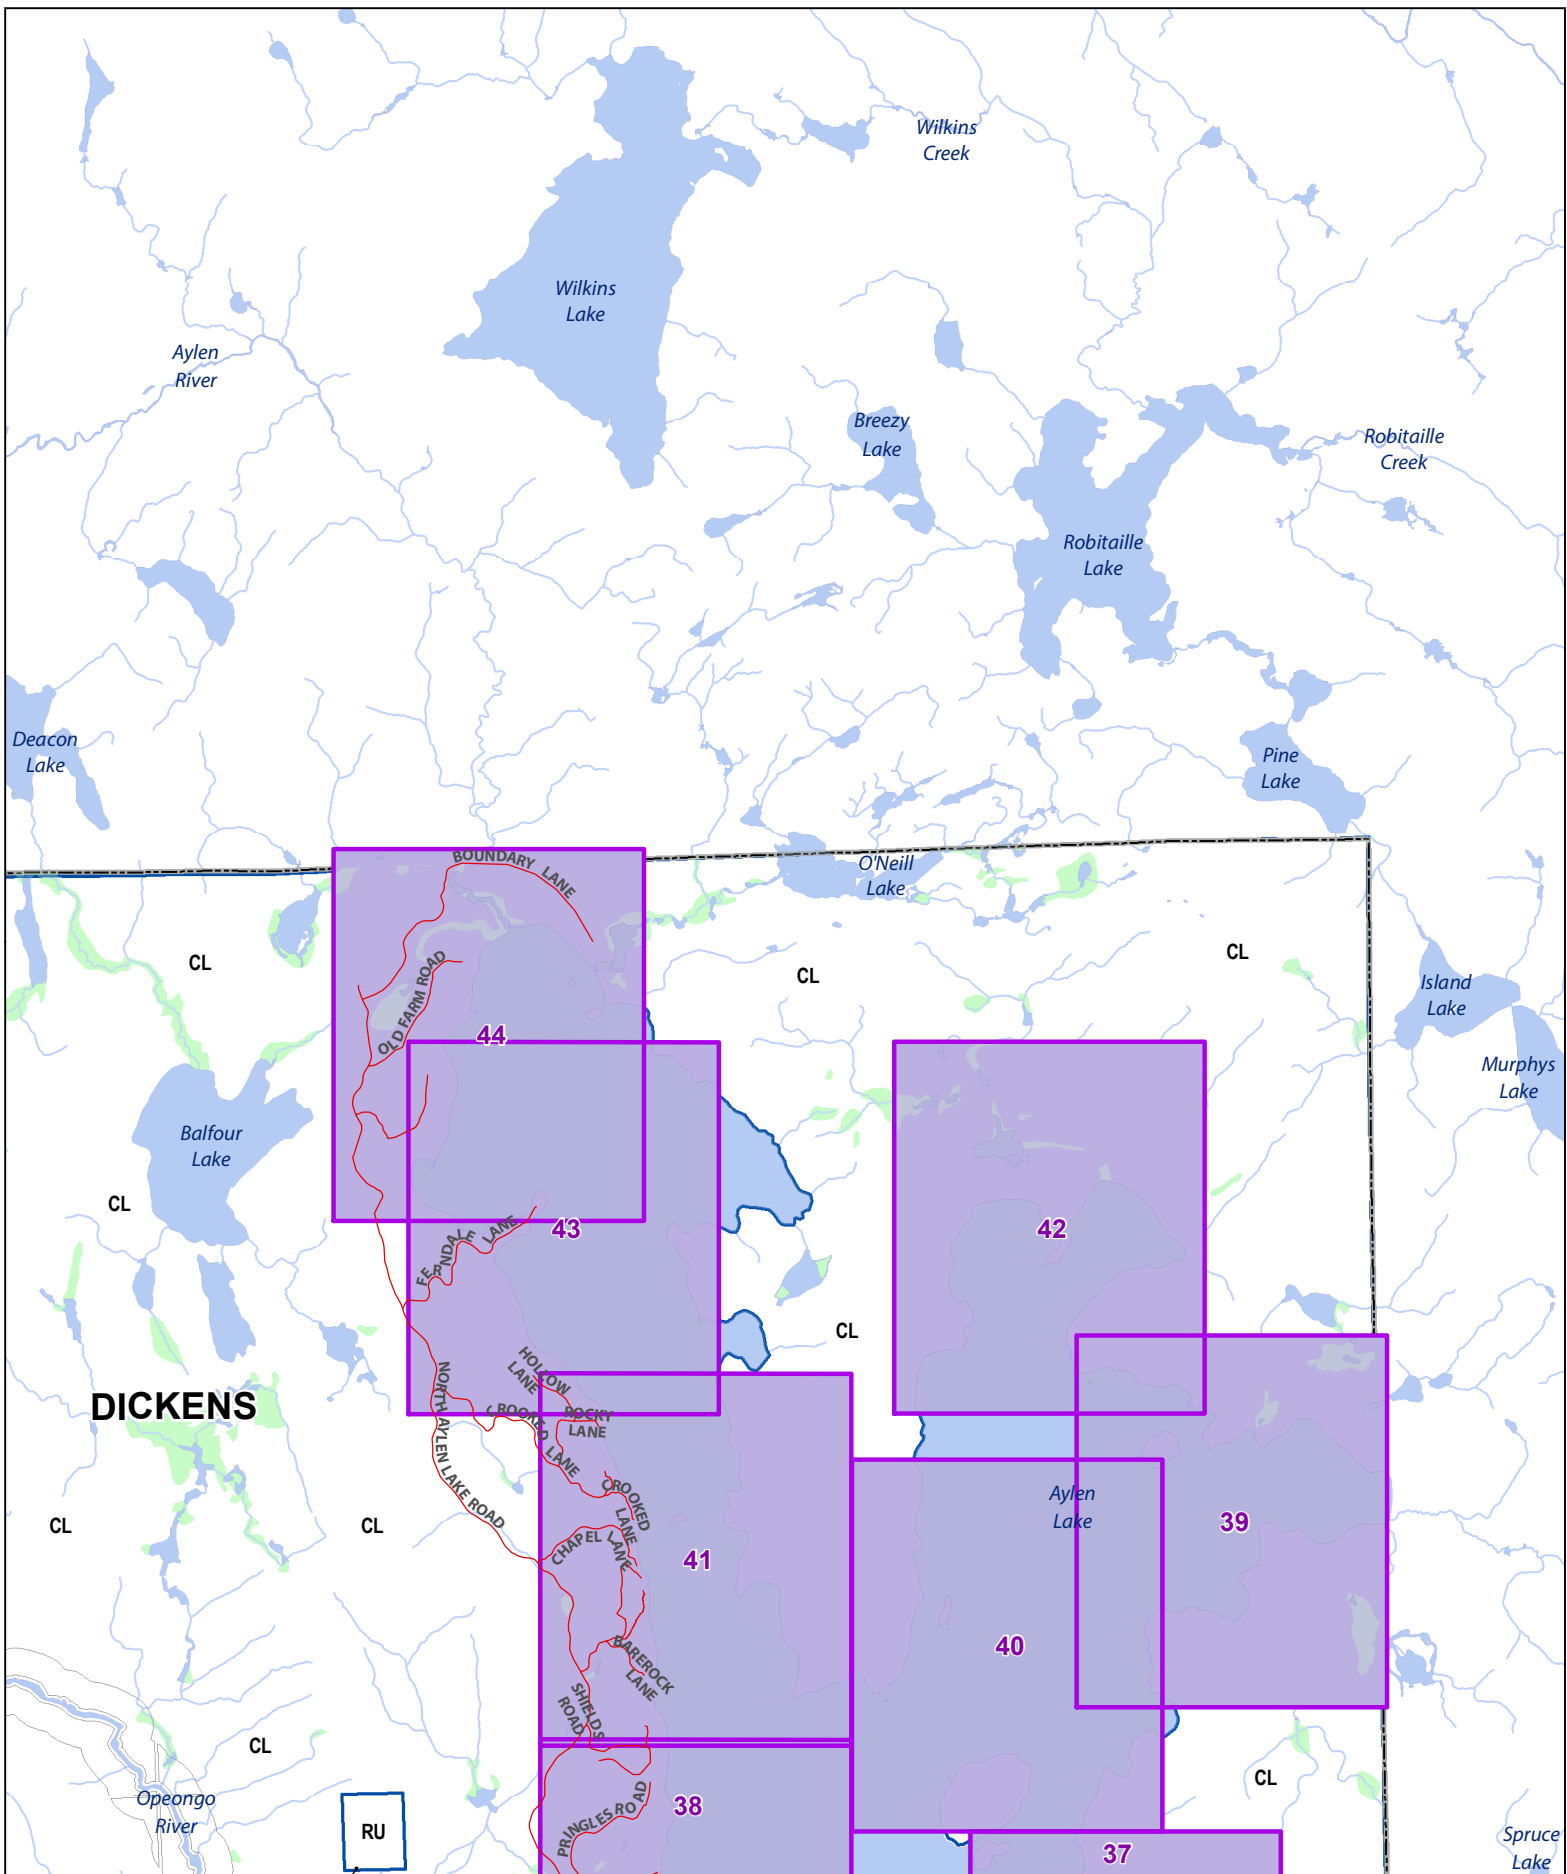 Wilkins
Creek
Wilkins
Lake
Aylen
River
Breezy
Lake
Robitaille
Creek
Robitaille
Lake
Deacon
Lake
Pine
Lake
BOUNDARY LANE
O'Neill
Lake
CL
CL
CL
OLD FARM ROAD
Island
Lake
44
Murphys
Lake
Balfour
Lake
CL
FERNDALE LANE
43
42
CL
HOLLOW
LANE
DICKENS
NORTH AYLEN LAKE ROAD
CROOKED LANE
ROCKY
LANE
CROOKED LANE
Aylen
Lake
CL
CL
39
CHAPEL LANE
41
40
BAREROCK
LANE
SHIELDS
ROAD
CL
CL
Opeongo
River
RU
PRINGLES ROAD
38
37
Spruce
Lake